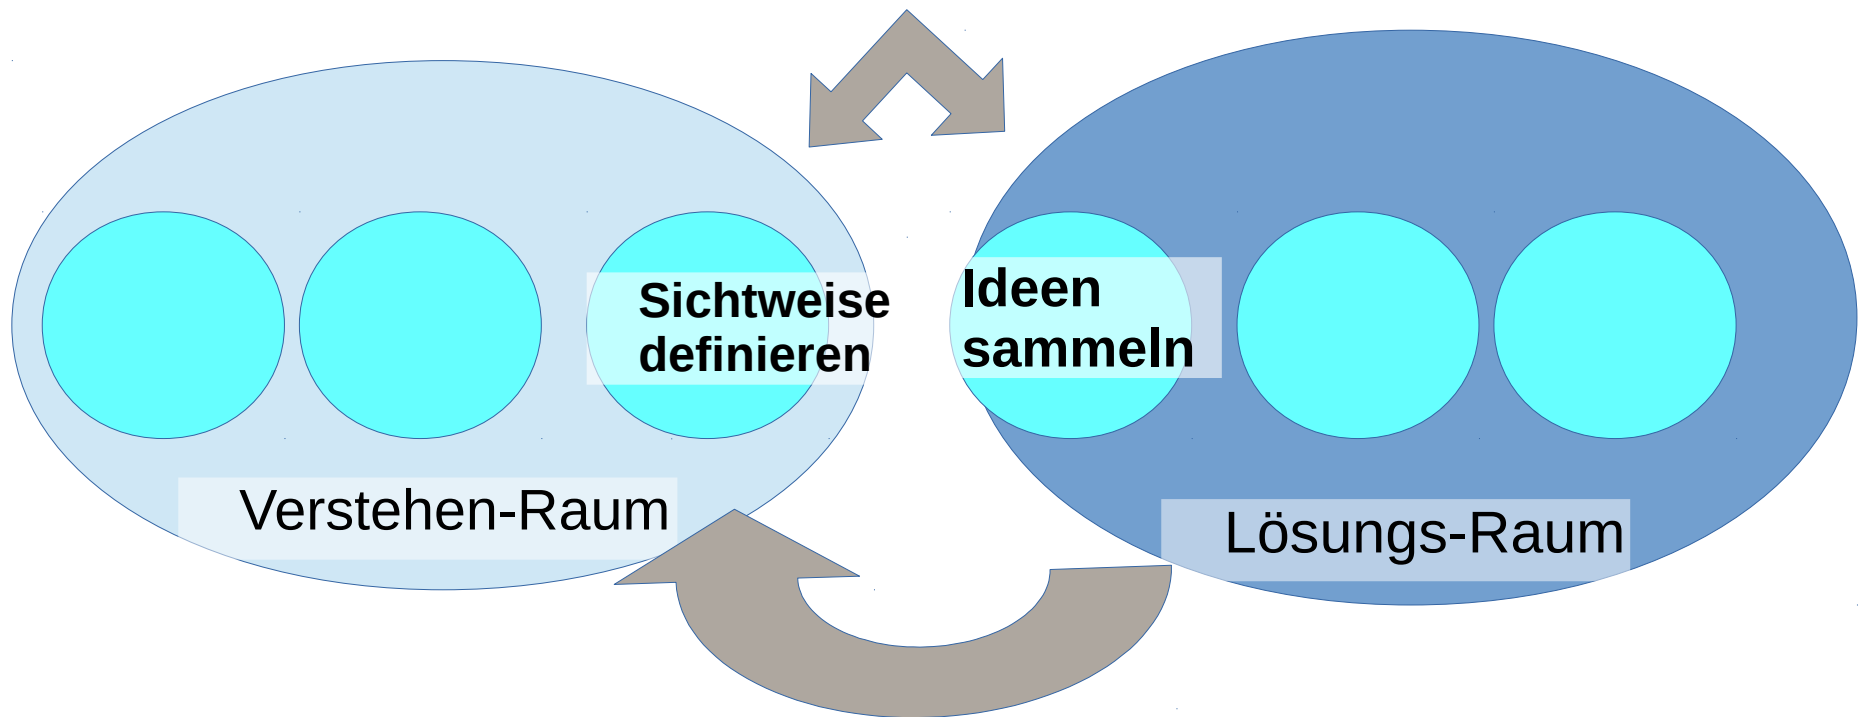 Sichtweise
definieren
Ideen
sammeln
Verstehen-Raum
Lösungs-Raum